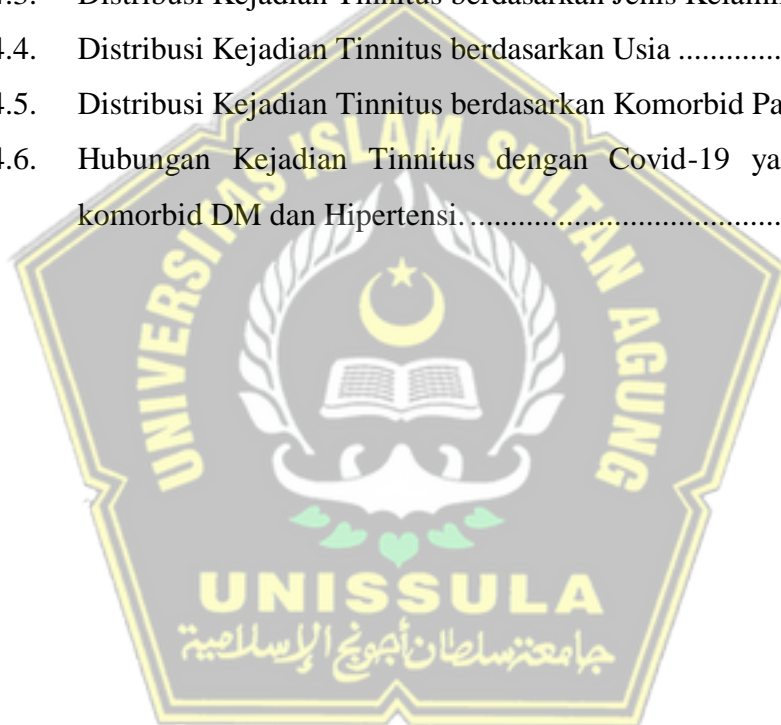 4.3. Distribusi Kejadian Tinnitus berdasarkan Jenis Kelamin
4.4. Distribusi Kejadian Tinnitus berdasarkan Usia ..............
4.5. Distribusi Kejadian Tinnitus berdasarkan Komorbid Pa
4.6. Hubungan Kejadian Tinnitus dengan Covid-19 ya
komorbid DM dan Hipertensi. ......................................
UNIVERSITAS ISLAM SULTAN AGUNG
UNISSULA
جامعة سلطان أجونج الإسلامية